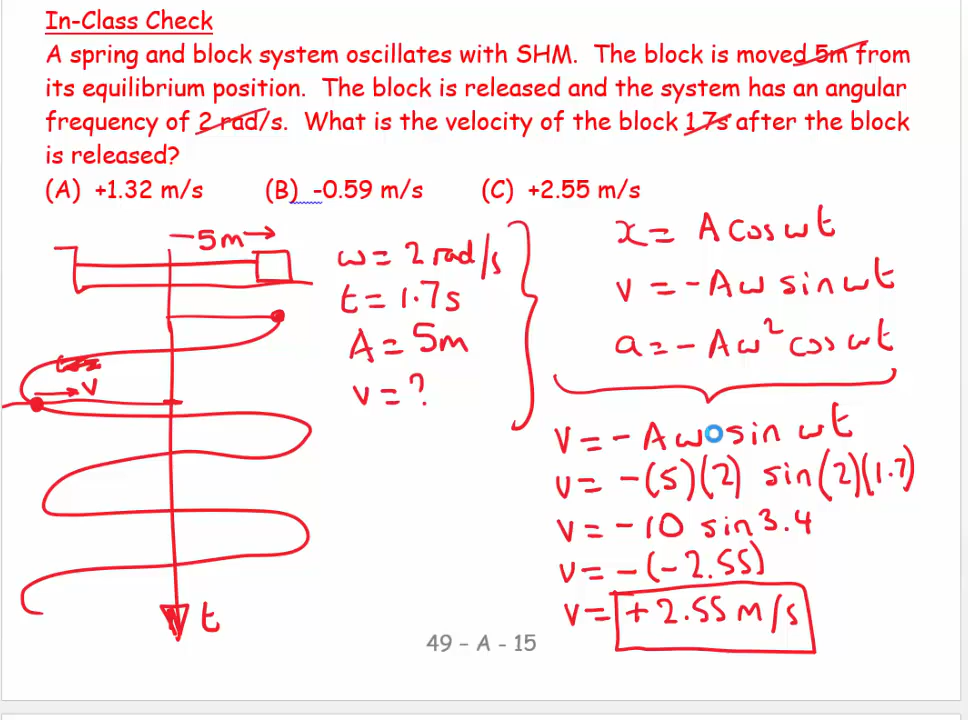 In-Class Check
A spring and block system oscillates with SHM. The block is moved 5m from
its equilibrium position. The block is released and the system has an angular
frequency of 2 rad/s. What is the velocity of the block 1.7s after the block
is released?
(A) +1.32 m/s (B) -0.59 m/s (C) +2.55 m/s
5m
v
t
ω = 2 rad/s
t = 1.7s
A = 5m
v = ?
x = A cos ωt
v = -Aω sin ωt
a = -Aω² cos ωt
v = -Aω sin ωt
v = -(5)(2) sin(2)(1.7)
v = -10 sin 3.4
v = -(-2.55)
v = +2.55 m/s
49 – A - 15